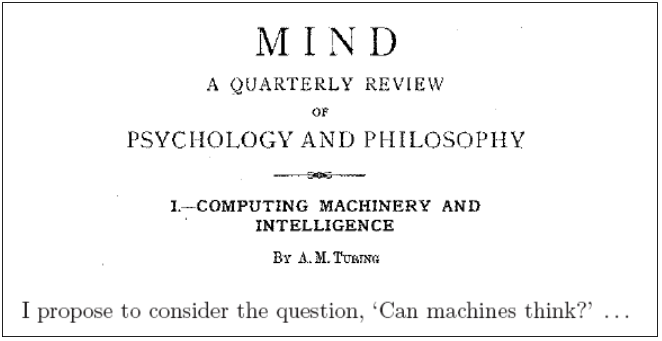 MIND
A QUARTERLY REVIEW
OF
PSYCHOLOGY AND PHILOSOPHY
I.—COMPUTING MACHINERY AND
INTELLIGENCE
BY A. M. TURING
I propose to consider the question, ‘Can machines think?’ ...